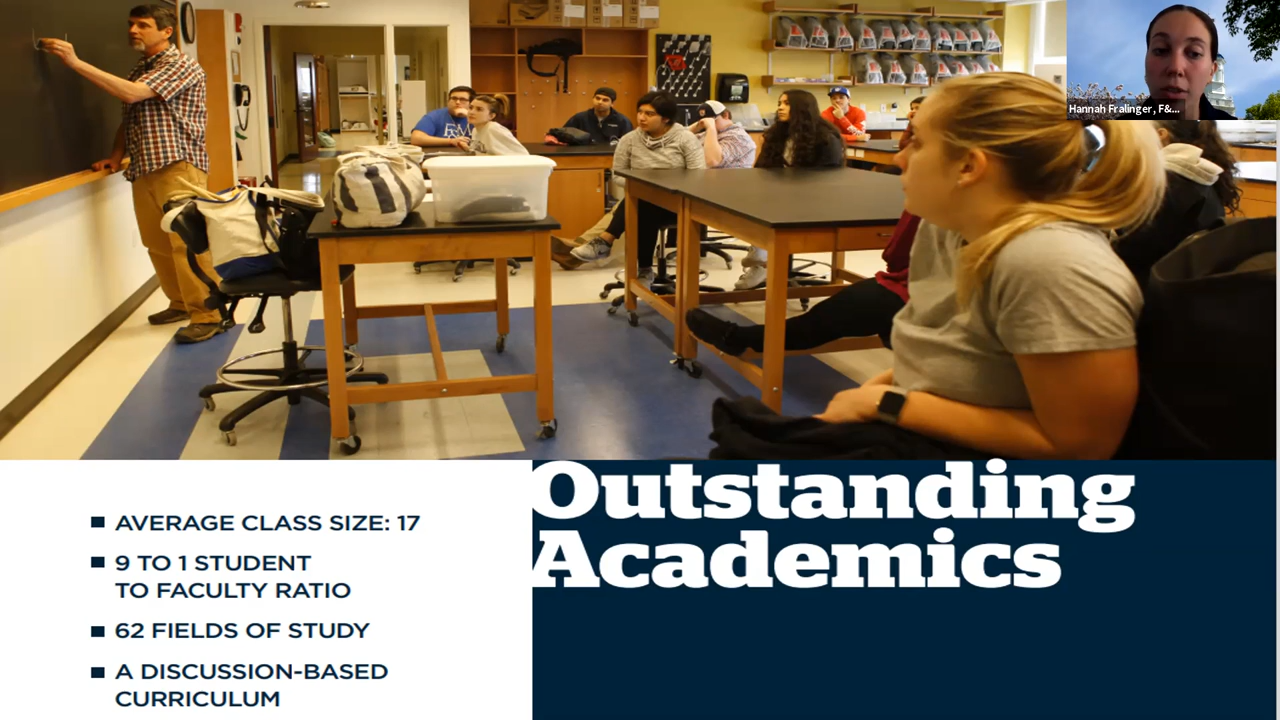 Hannah Fralinger, F&...
Outstanding
Academics
■ AVERAGE CLASS SIZE: 17
■ 9 TO 1 STUDENT
TO FACULTY RATIO
■ 62 FIELDS OF STUDY
■ A DISCUSSION-BASED
CURRICULUM